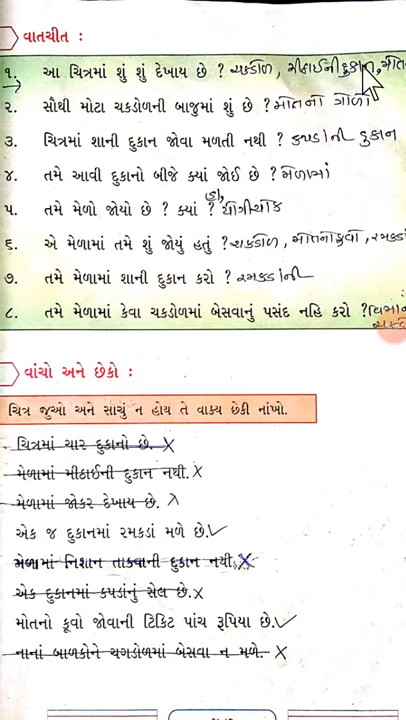 વાતચીત :
૧. આ ચિત્રમાં શું શું દેખાય છે ? ચકડોળ, મીઠાઈની દુકાન, મોત
૨. સૌથી મોટા ચકડોળની બાજુમાં શું છે ? મોતનો ગોળો
૩. ચિત્રમાં શાની દુકાન જોવા મળતી નથી ? કપડાંની દુકાન
૪. તમે આવી દુકાનો બીજે ક્યાં જોઈ છે ? મેળામાં
૫. તમે મેળો જોયો છે ? ક્યાં ? હા,
૬. એ મેળામાં તમે શું જોયું હતું ? ચકડોળ, મોતનો કુવો, રમકડાં
૭. તમે મેળામાં શાની દુકાન કરો ? રમકડાંની
૮. તમે મેળામાં કેવા ચકડોળમાં બેસવાનું પસંદ નહિ કરો ?
વાંચો અને છેકો :
ચિત્ર જુઓ અને સાચું ન હોય તે વાક્ય છેકી નાંખો.
ચિત્રમાં ચાર દુકાનો છે. X
મેળામાં મીઠાઈની દુકાન નથી. X
મેળામાં જોકર દેખાય છે. X
એક જ દુકાનમાં રમકડાં મળે છે. ✓
મેળામાં નિશાન તાકવાની દુકાન નથી. X
એક દુકાનમાં કપડાંનું સેલ છે. X
મોતનો કૂવો જોવાની ટિકિટ પાંચ રૂપિયા છે. ✓
નાનાં બાળકોને ચગડોળમાં બેસવા ન મળે. X